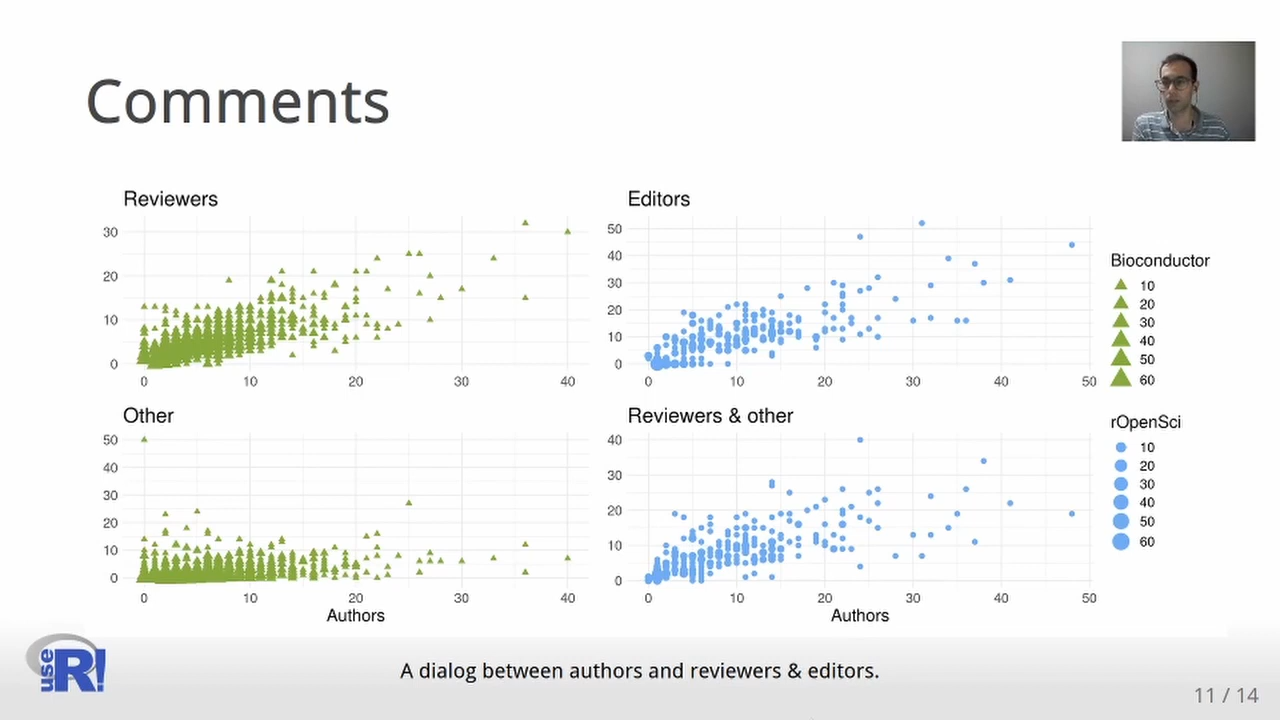 Comments
Reviewers
30
20
10
0
0 10 20 30 40
Editors
50
40
30
20
10
0
0 10 20 30 40 50
Other
50
40
30
20
10
0
0 10 20 30 40
Authors
Reviewers & other
40
30
20
10
0
0 10 20 30 40 50
Authors
Bioconductor
10
20
30
40
50
60
rOpenSci
10
20
30
40
50
60
useR!
A dialog between authors and reviewers & editors.
11 / 14